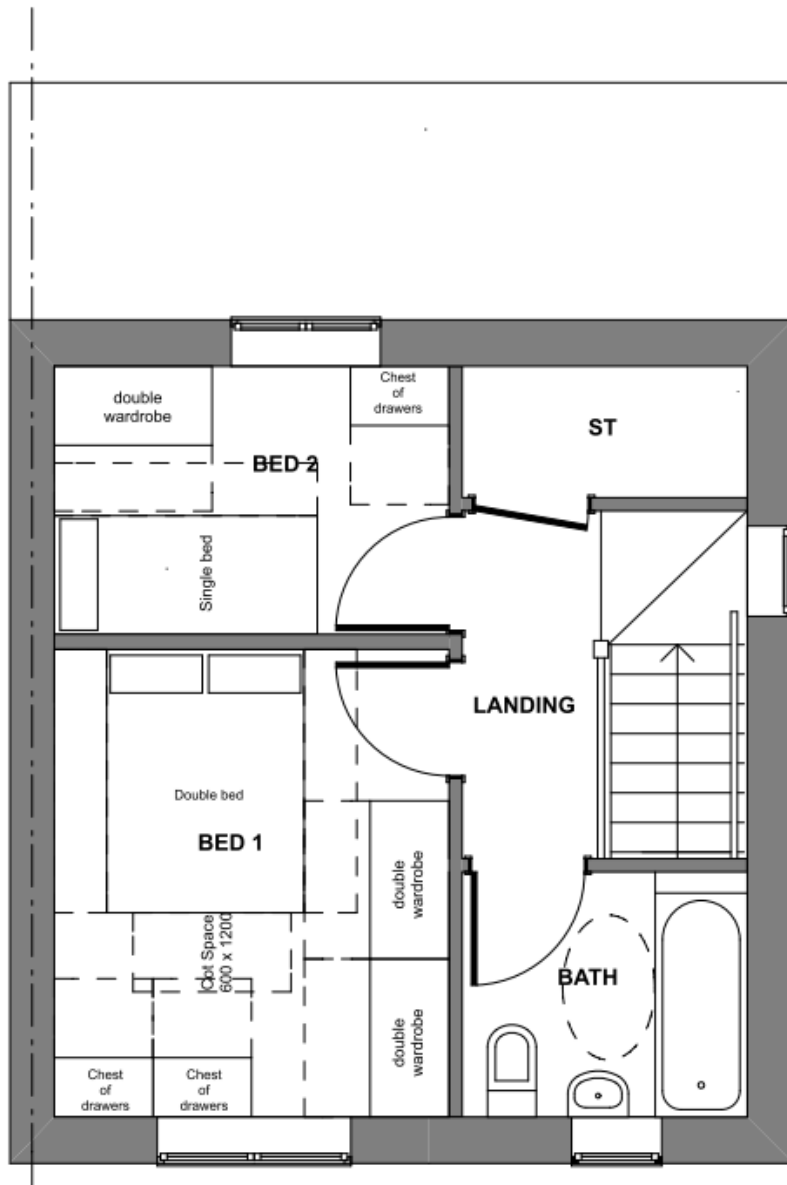 double
wardrobe
Chest
of
drawers
BED 2
ST
Single bed
LANDING
Double bed
BED 1
double
wardrobe
Cot Space
600 x 1200
BATH
double
wardrobe
Chest
of
drawers
Chest
of
drawers